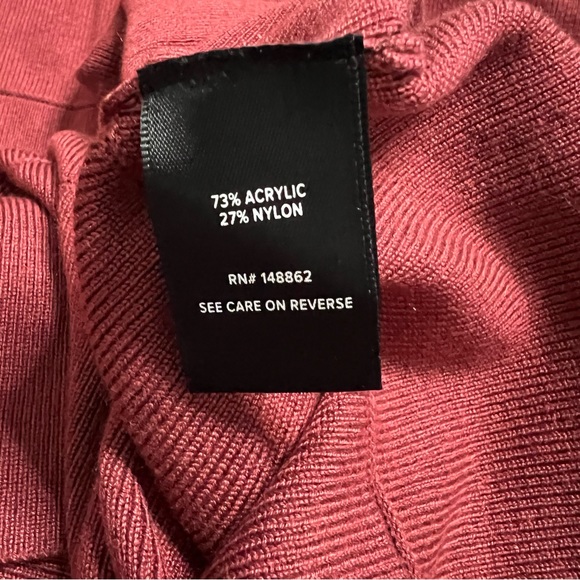 73% ACRYLIC
27% NYLON
RN# 148862
SEE CARE ON REVERSE